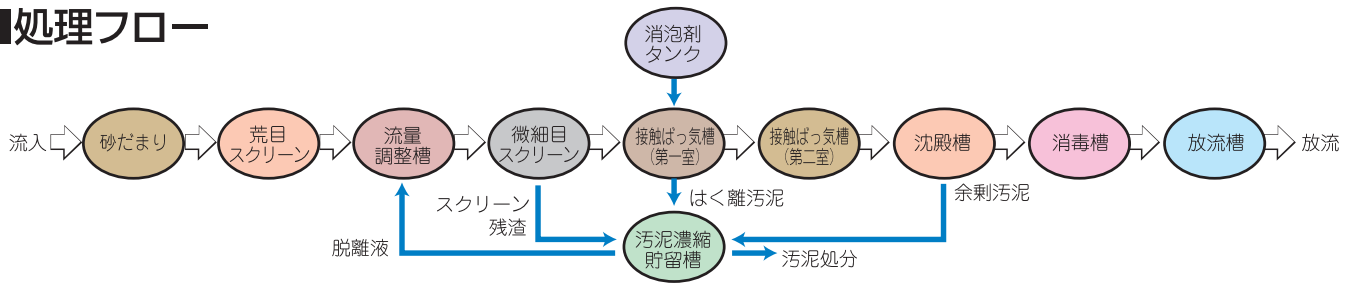 処理フロー
消泡剤
タンク
流入
砂だまり
荒目
スクリーン
流量
調整槽
微細目
スクリーン
接触ばっ気槽
(第一室)
接触ばっ気槽
(第二室)
沈殿槽
消毒槽
放流槽
放流
スクリーン
残渣
はく離汚泥
余剰汚泥
脱離液
汚泥濃縮
貯留槽
汚泥処分